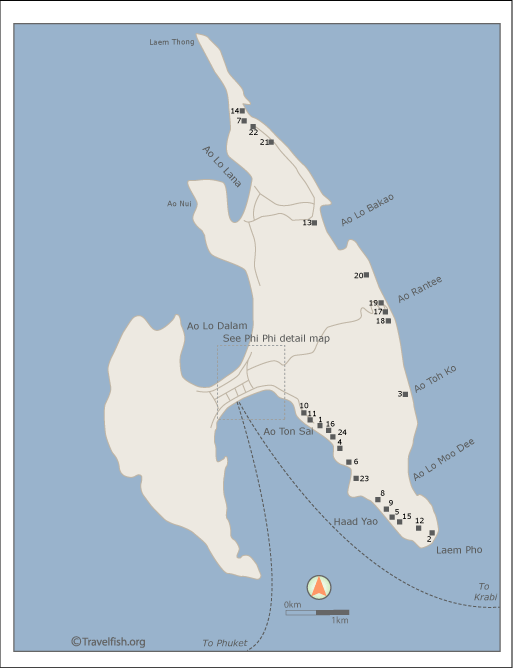 Laem Thong
14
7
22
21
Ao Lo Lana
Ao Nui
13
Ao Lo Bakao
20
Ao Rantee
19
17
18
Ao Lo Dalam
See Phi Phi detail map
3
Ao Toh Ko
10
11
1
16
24
Ao Ton Sai
4
6
Ao Lo Moo Dee
23
8
9
5
15
12
2
Haad Yao
Laem Pho
To
Krabi
0km
1km
©Travelfish.org
To Phuket